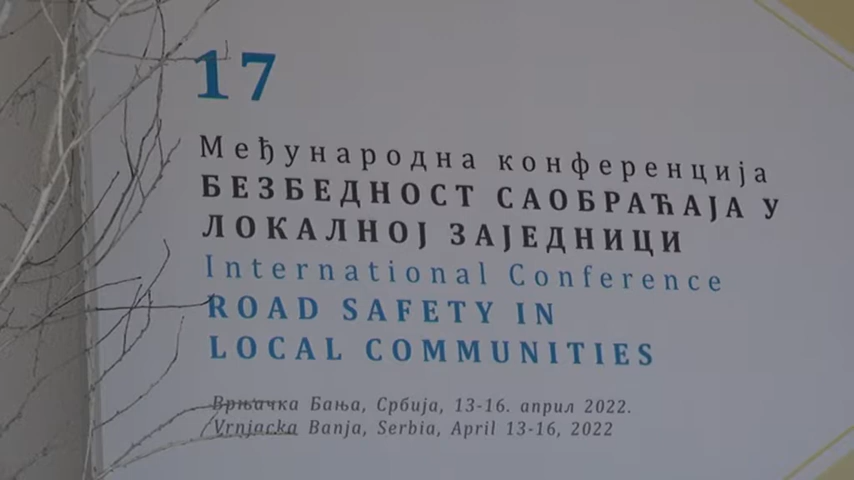 17
Међународна конференција
БЕЗБЕДНОСТ САОБРАЋАЈА У
ЛОКАЛНОЈ ЗАЈЕДНИЦИ
International Conference
ROAD SAFETY IN
LOCAL COMMUNITIES
Врњачка Бања, Србија, 13-16. април 2022.
Vrnjacka Banja, Serbia, April 13-16, 2022